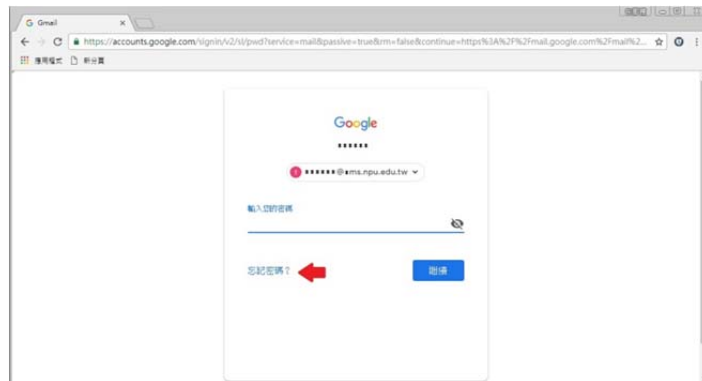 Gmail
https://accounts.google.com/signin/v2/sl/pwd?service=mail&passive=true&rm=false&continue=https%3A%2F%2Fmail.google.com%2Fmail%2...
應用程式 新分頁
Google
@ems.npu.edu.tw
輸入您的密碼
忘記密碼？
繼續